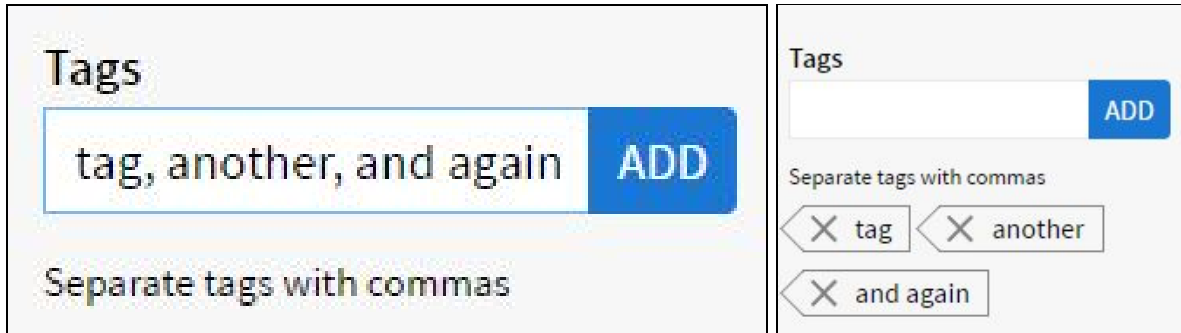 Tags
tag, another, and again ADD
Separate tags with commas
Tags
ADD
Separate tags with commas
tag another
and again